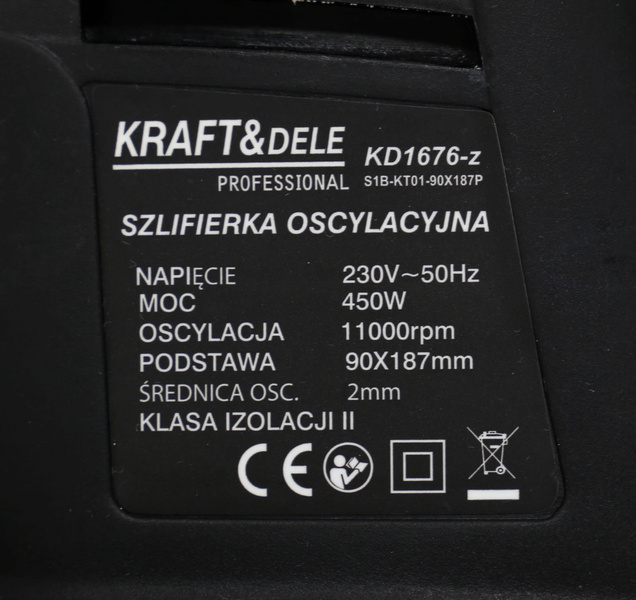 KRAFT&DELE KD1676-z
PROFESSIONAL S1B-KT01-90X187P
SZLIFIERKA OSCYLACYJNA
NAPIĘCIE 230V~50Hz
MOC 450W
OSCYLACJA 11000rpm
PODSTAWA 90X187mm
ŚREDNICA OSC. 2mm
KLASA IZOLACJI II
CE